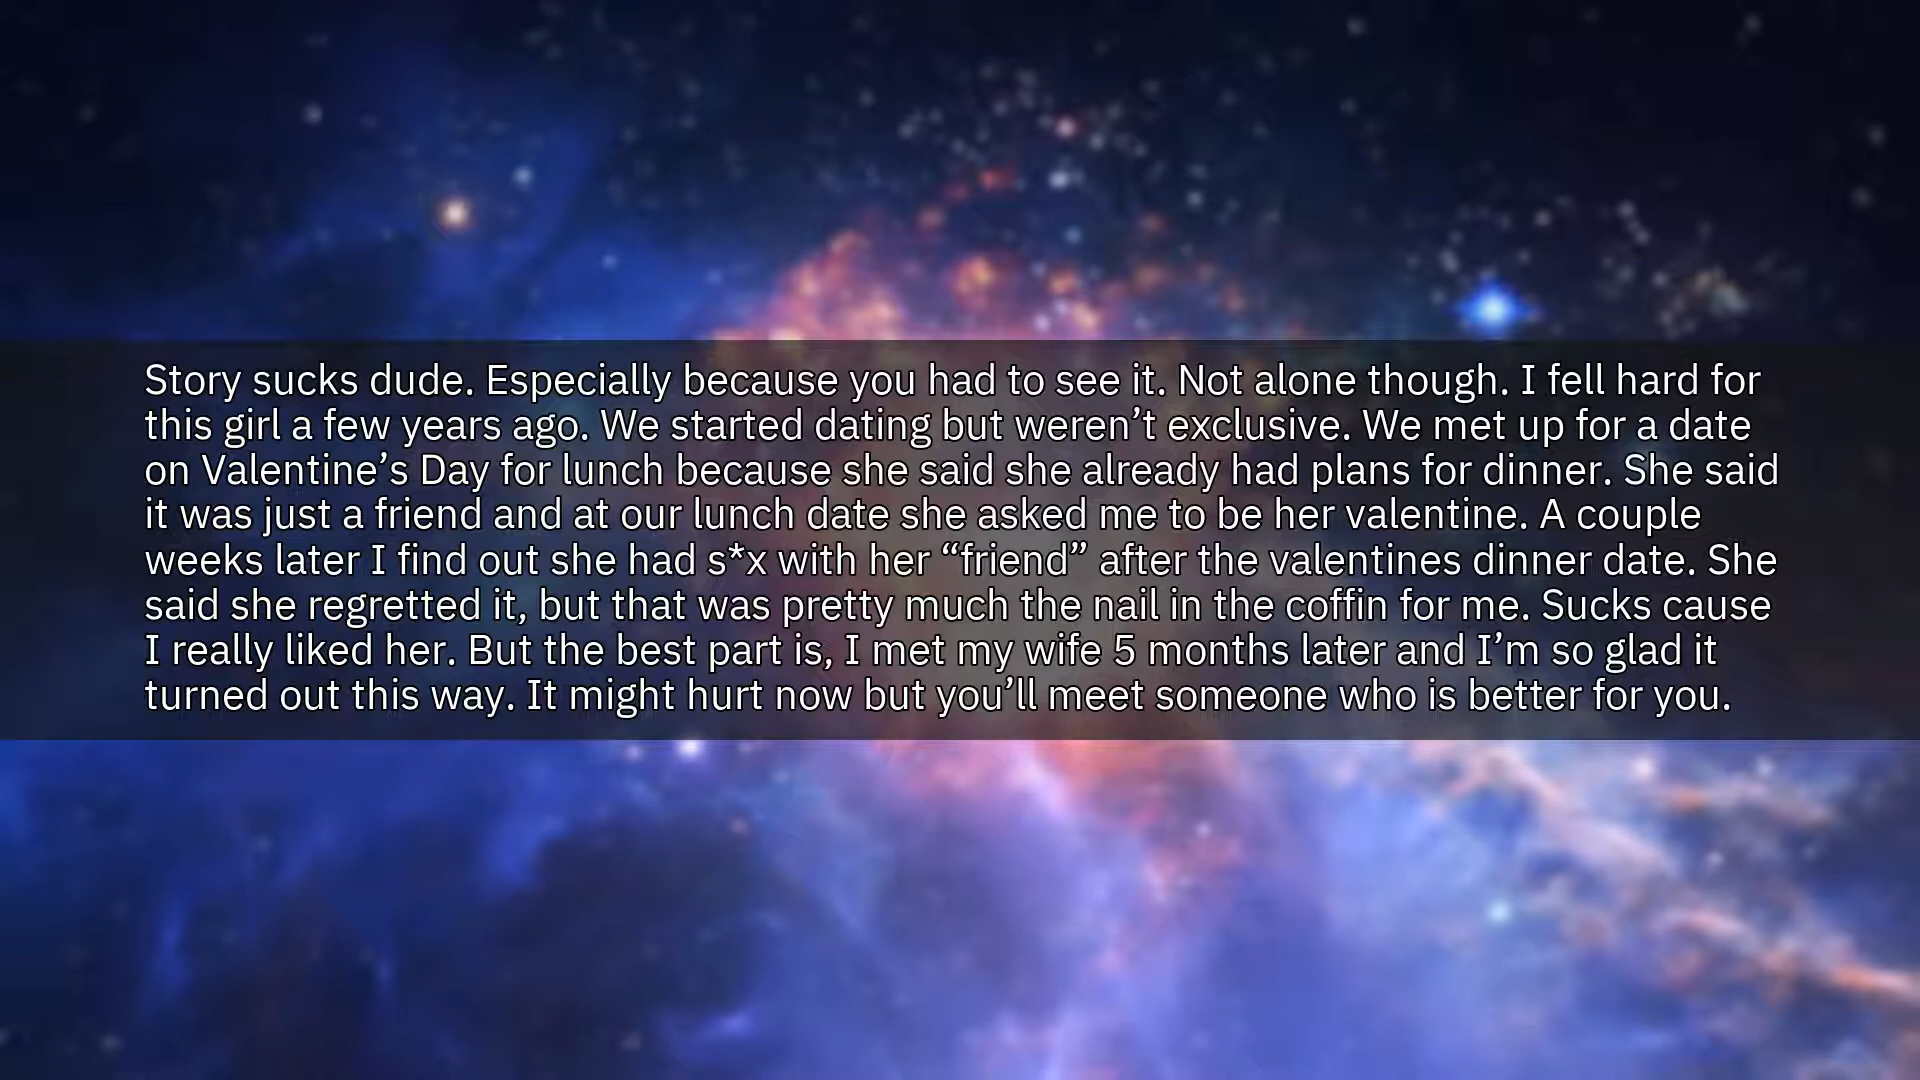 Story sucks dude. Especially because you had to see it. Not alone though. I fell hard for
this girl a few years ago. We started dating but weren’t exclusive. We met up for a date
on Valentine’s Day for lunch because she said she already had plans for dinner. She said
it was just a friend and at our lunch date she asked me to be her valentine. A couple
weeks later I find out she had s*x with her “friend” after the valentines dinner date. She
said she regretted it, but that was pretty much the nail in the coffin for me. Sucks cause
I really liked her. But the best part is, I met my wife 5 months later and I’m so glad it
turned out this way. It might hurt now but you’ll meet someone who is better for you.